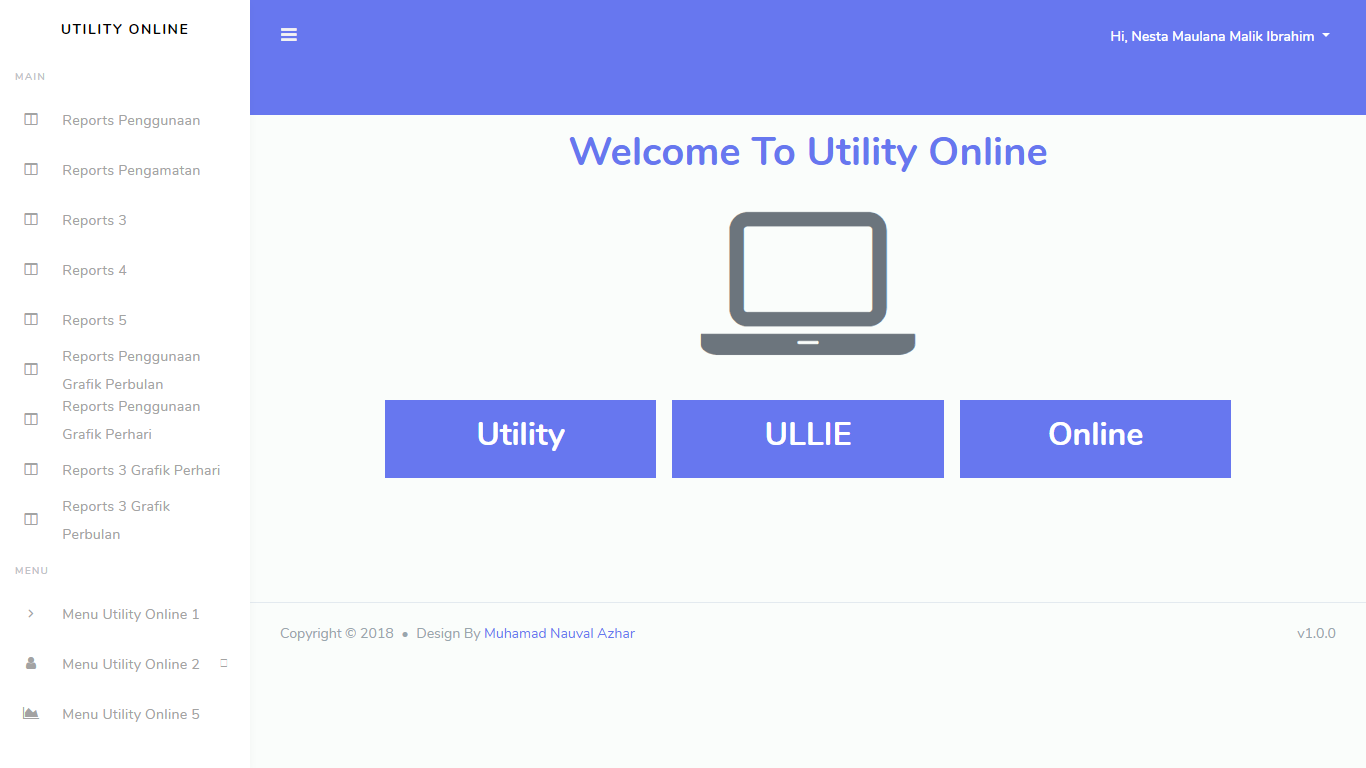 UTILITY ONLINE
MAIN
Reports Penggunaan
Reports Pengamatan
Reports 3
Reports 4
Reports 5
Reports Penggunaan
Grafik Perbulan
Reports Penggunaan
Grafik Perhari
Reports 3 Grafik Perhari
Reports 3 Grafik
Perbulan
MENU
Menu Utility Online 1
Menu Utility Online 2
Menu Utility Online 5
Hi, Nesta Maulana Malik Ibrahim
Welcome To Utility Online
Utility
ULLIE
Online
Copyright © 2018 • Design By Muhamad Nauval Azhar
v1.0.0